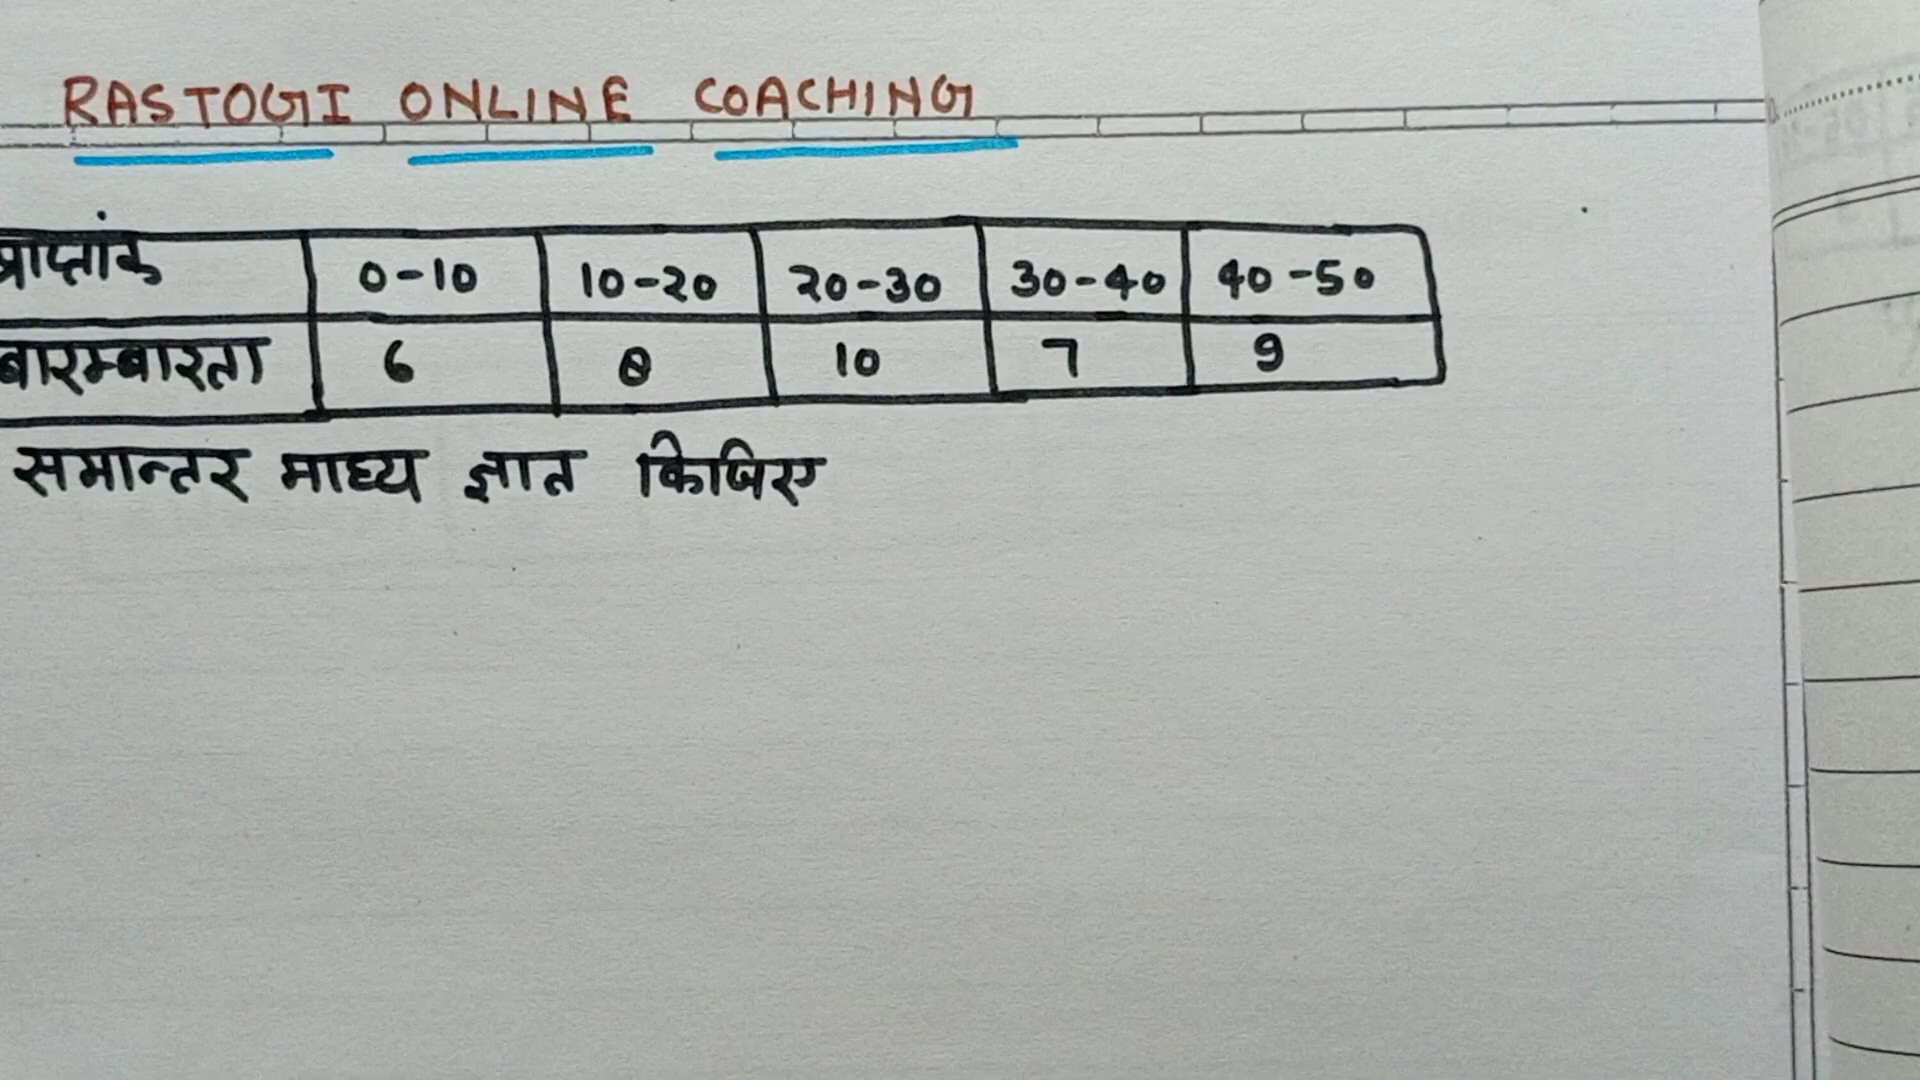 RASTOGI ONLINE COACHING
प्राप्तांक 0-10 10-20 20-30 30-40 40-50
बारम्बारता 6 8 10 7 9
समान्तर माध्य ज्ञात किजिए